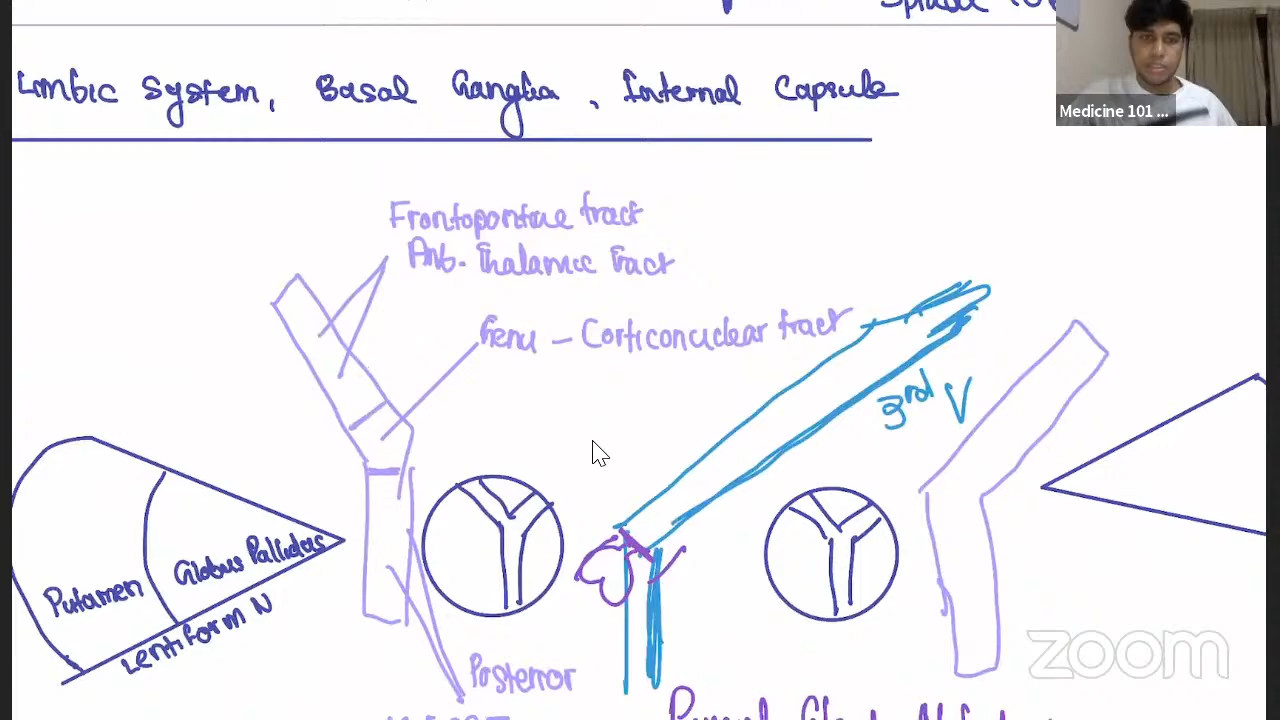 Limbic System, Basal Ganglia, Internal Capsule
Medicine 101 ...
Frontopontine tract
Ant. Thalamic Tract
Genu - Corticonuclear tract
3rd V
Putamen
Globus Pallidus
Lentiform N
Posterior
zoom